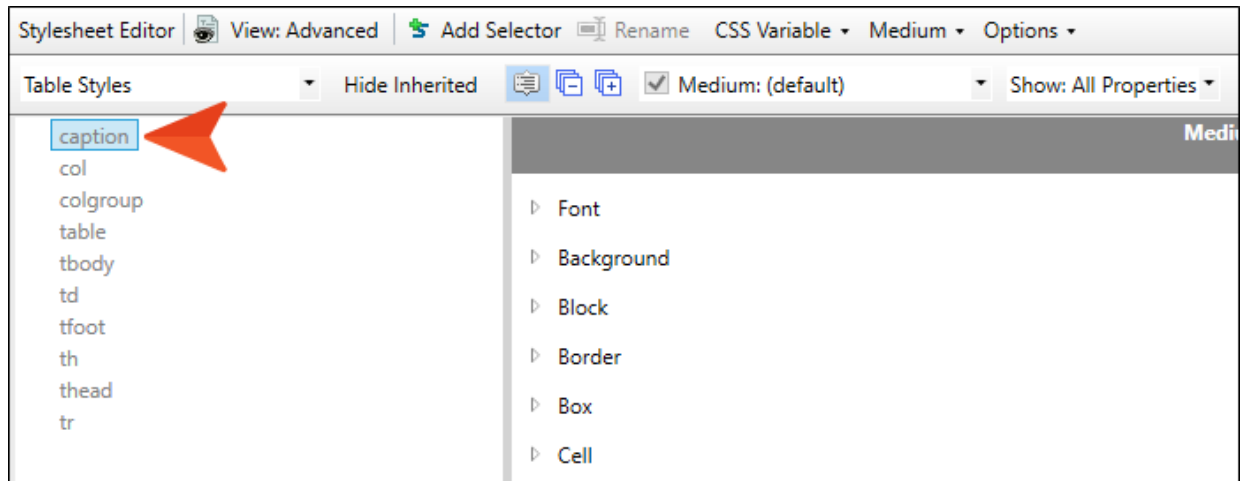 Stylesheet Editor View: Advanced Add Selector Rename CSS Variable Medium Options
Table Styles Hide Inherited Medium: (default) Show: All Properties
caption
col
colgroup
table
tbody
td
tfoot
th
thead
tr
Medi
Font
Background
Block
Border
Box
Cell